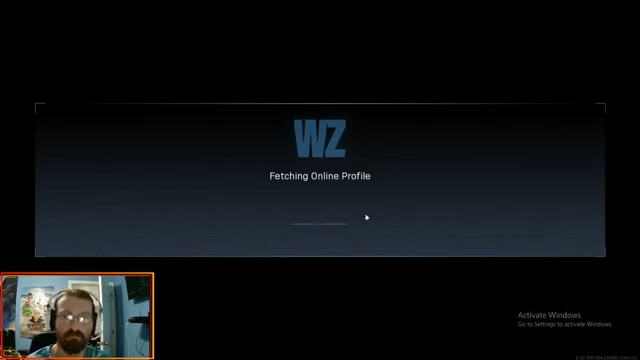 WZ
Fetching Online Profile
Activate Windows
Go to Settings to activate Windows.